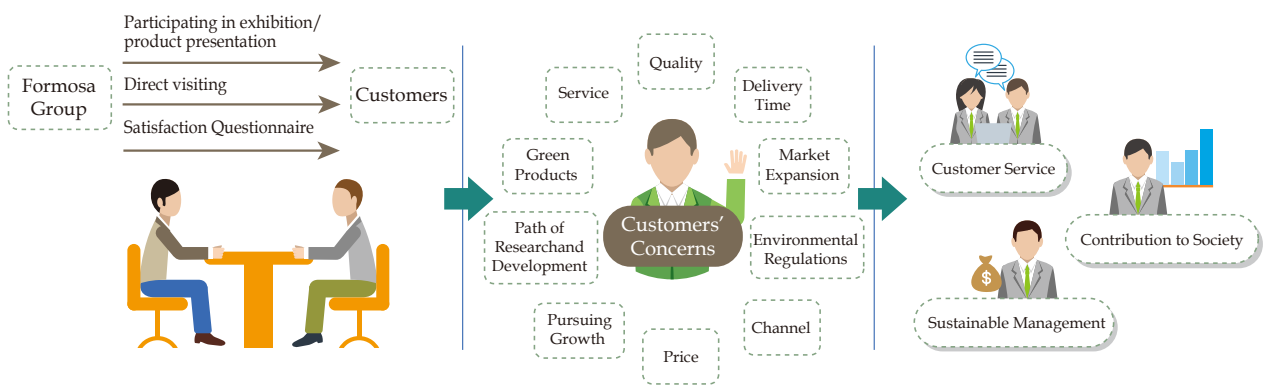 Participating in exhibition/
product presentation
Formosa
Group
Direct visiting
Customers
Satisfaction Questionnaire
Quality
Service
Delivery
Time
Green
Products
Market
Expansion
Customers'
Concerns
Path of
Researchand
Development
Environmental
Regulations
Pursuing
Growth
Channel
Price
Customer Service
Contribution to Society
$
Sustainable Management